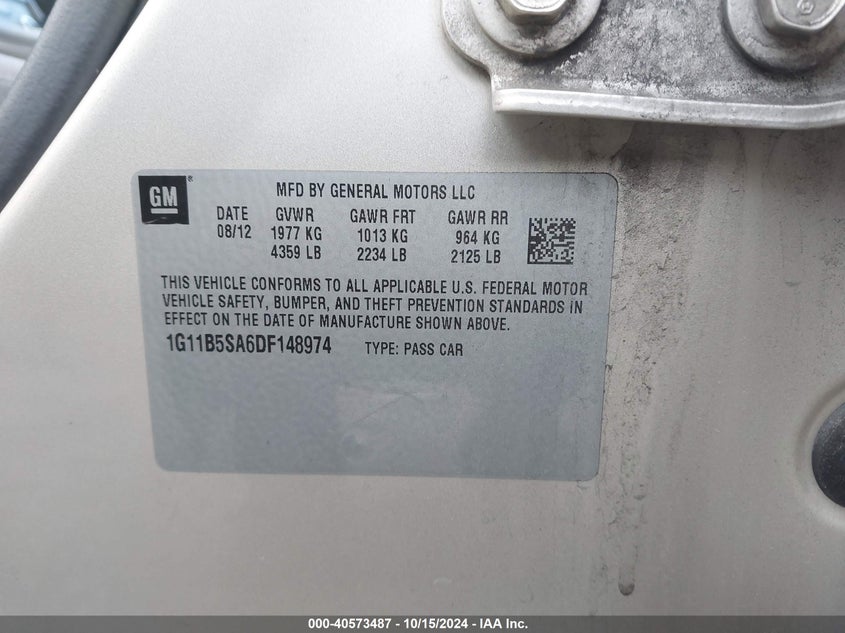 GM®
MFD BY GENERAL MOTORS LLC
DATE GVWR GAWR FRT GAWR RR
08/12 1977 KG 1013 KG 964 KG
4359 LB 2234 LB 2125 LB
THIS VEHICLE CONFORMS TO ALL APPLICABLE U.S. FEDERAL MOTOR
VEHICLE SAFETY, BUMPER, AND THEFT PREVENTION STANDARDS IN
EFFECT ON THE DATE OF MANUFACTURE SHOWN ABOVE.
1G11B5SA6DF148974 TYPE: PASS CAR
000-40573487 - 10/15/2024 - IAA Inc.